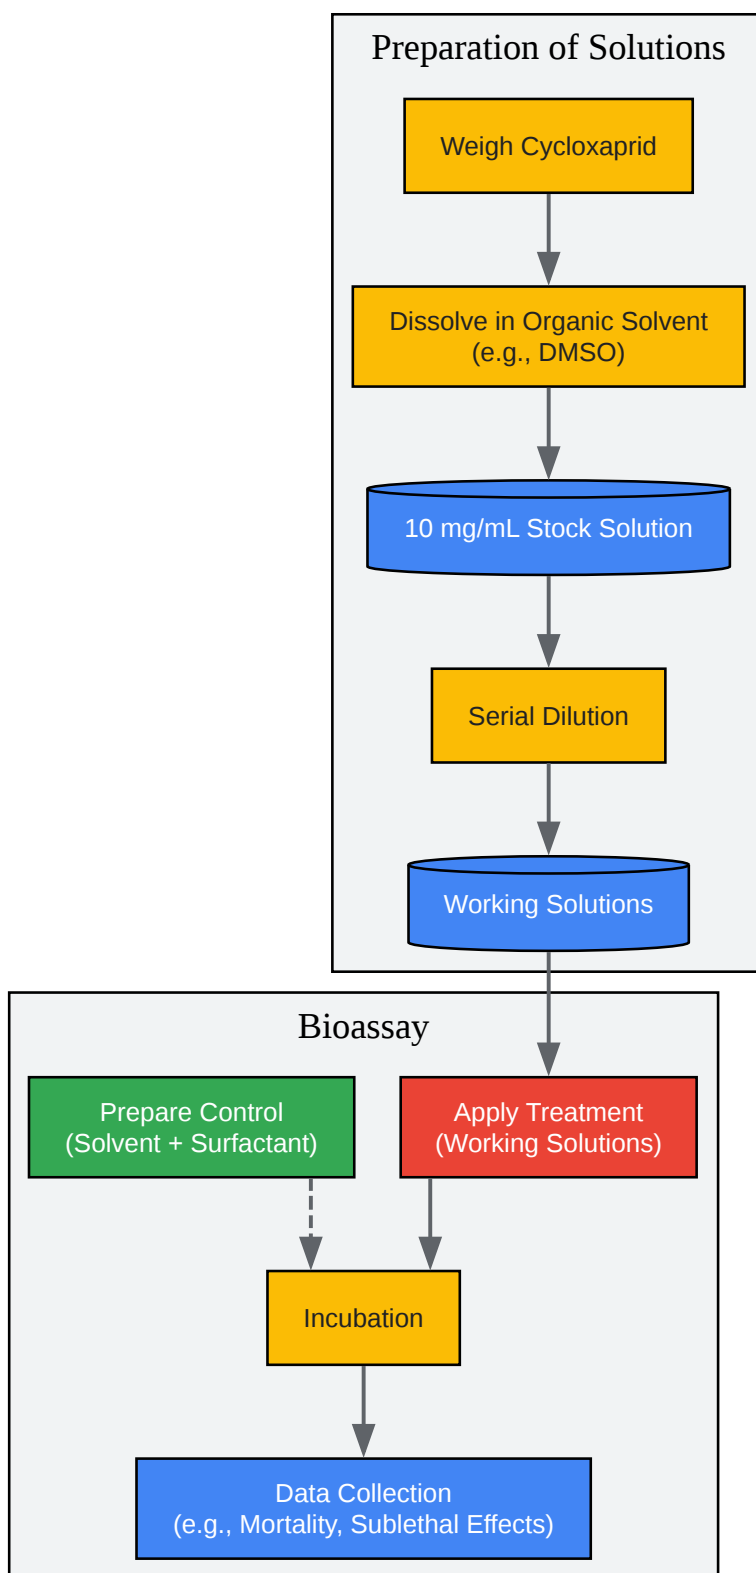 Preparation of Solutions
Weigh Cycloxaprid
Dissolve in Organic Solvent
(e.g., DMSO)
10 mg/mL Stock Solution
Serial Dilution
Working Solutions
Bioassay
Prepare Control
(Solvent + Surfactant)
Apply Treatment
(Working Solutions)
Incubation
Data Collection
(e.g., Mortality, Sublethal Effects)